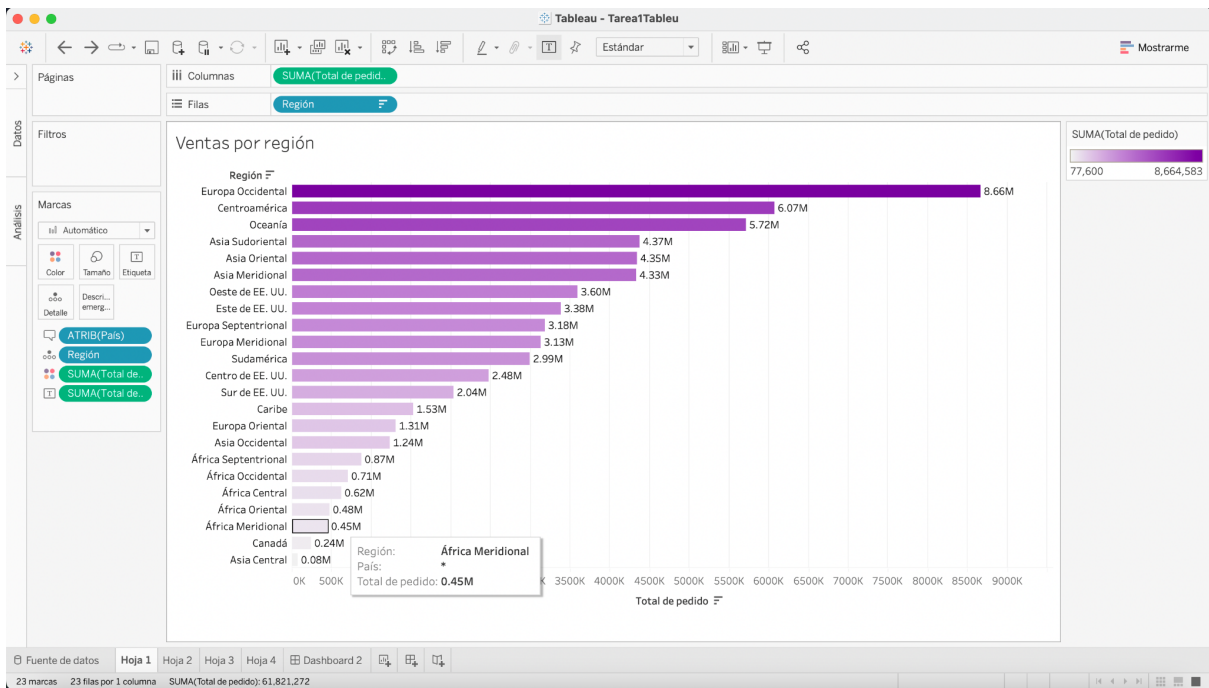 Tableau - Tarea1Tableu
Estándar
Mostrarme
Páginas
iii Columnas
SUMA(Total de pedid..
Filas
Región
Datos
Análisis
Filtros
Marcas
Automático
Color
Tamaño
Etiqueta
Detalle
Descri...
emerg...
ATRIB(País)
Región
SUMA(Total de..
SUMA(Total de..
Ventas por región
Región
Europa Occidental 8.66M
Centroamérica 6.07M
Oceanía 5.72M
Asia Sudoriental 4.37M
Asia Oriental 4.35M
Asia Meridional 4.33M
Oeste de EE. UU. 3.60M
Este de EE. UU. 3.38M
Europa Septentrional 3.18M
Europa Meridional 3.13M
Sudamérica 2.99M
Centro de EE. UU. 2.48M
Sur de EE. UU. 2.04M
Caribe 1.53M
Europa Oriental 1.31M
Asia Occidental 1.24M
África Septentrional 0.87M
África Occidental 0.71M
África Central 0.62M
África Oriental 0.48M
África Meridional 0.45M
Canadá 0.24M
Asia Central 0.08M
Región: África Meridional
País: *
Total de pedido: 0.45M
0K 500K K 3500K 4000K 4500K 5000K 5500K 6000K 6500K 7000K 7500K 8000K 8500K 9000K
Total de pedido
SUMA(Total de pedido)
77,600 8,664,583
Fuente de datos Hoja 1 Hoja 2 Hoja 3 Hoja 4 Dashboard 2
23 marcas 23 filas por 1 columna SUMA(Total de pedido): 61,821,272